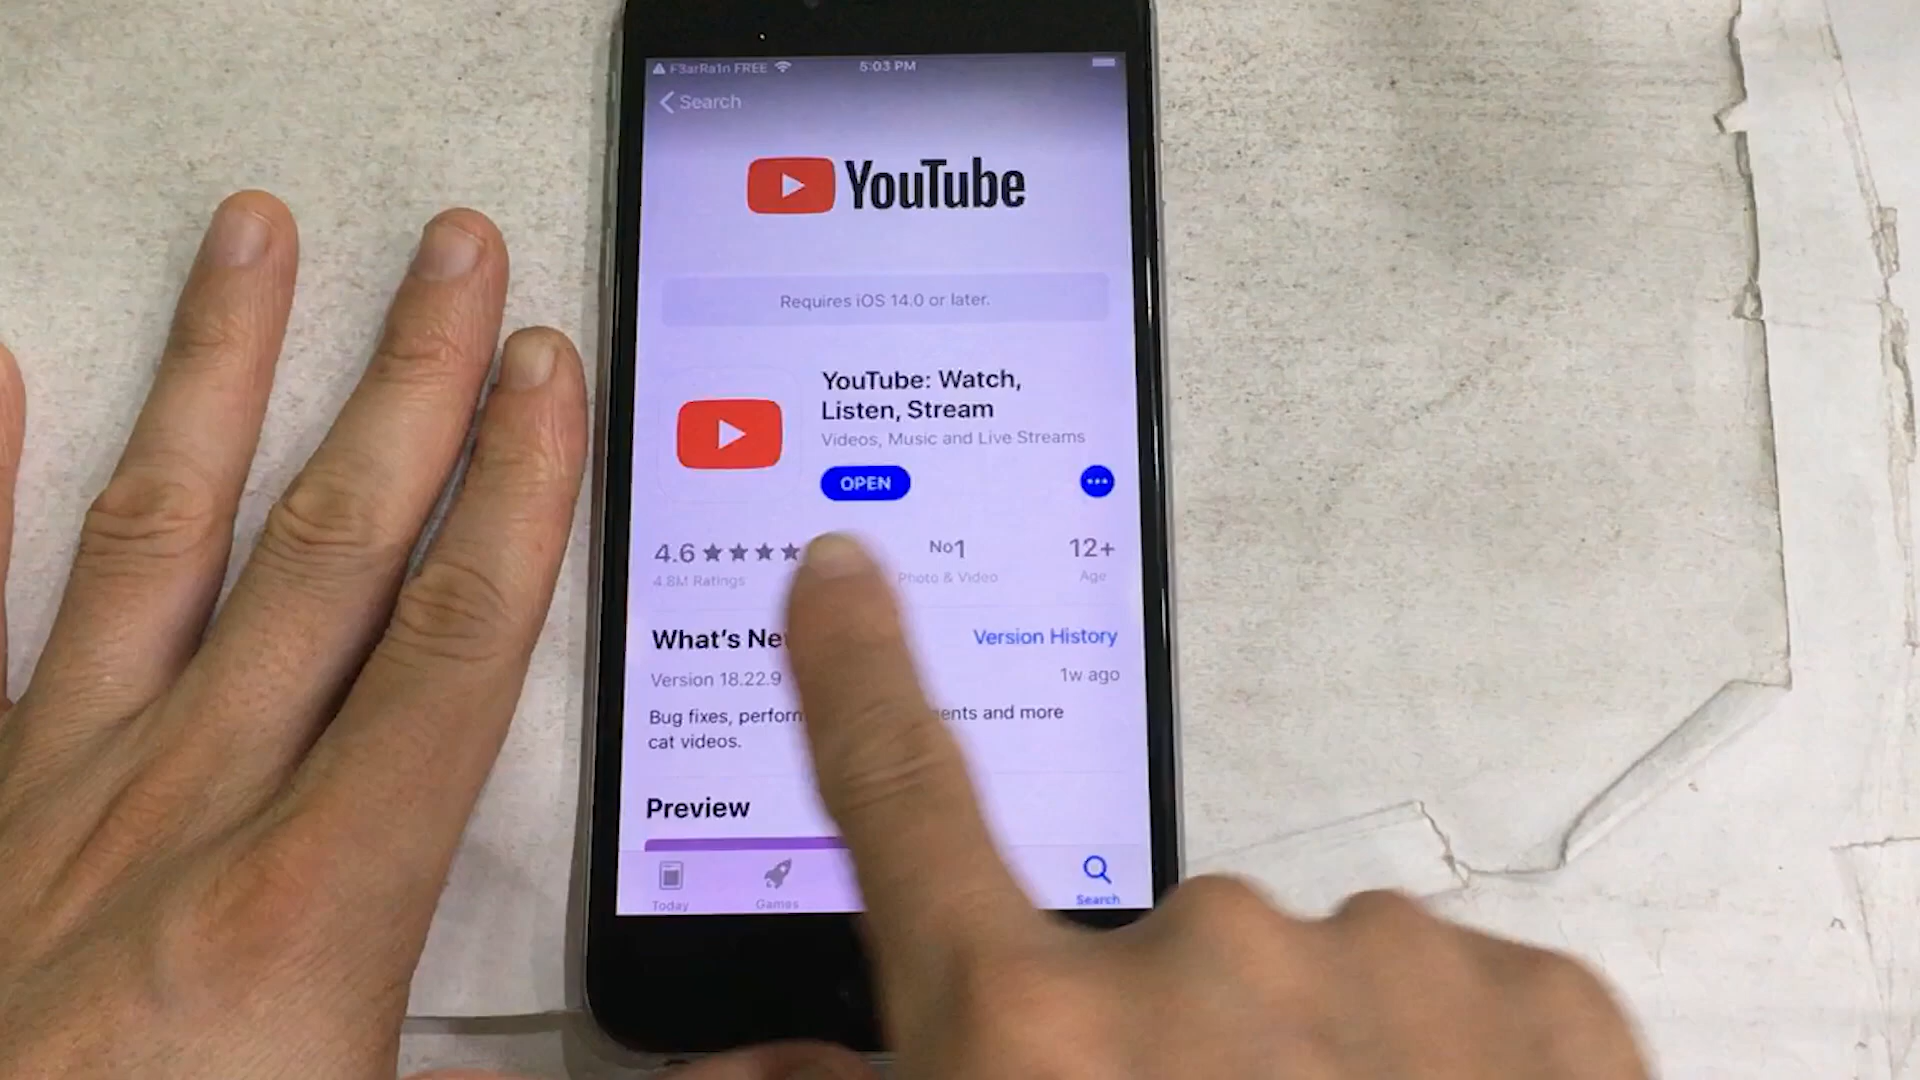 F3arRa1n FREE 5:03 PM
Search
YouTube
Requires iOS 14.0 or later.
YouTube: Watch,
Listen, Stream
Videos, Music and Live Streams
OPEN
4.6 No1 12+
4.8M Ratings Photo & Video Age
What's Ne Version History
Version 18.22.9 1w ago
Bug fixes, perform ents and more
cat videos.
Preview
Today Games Search